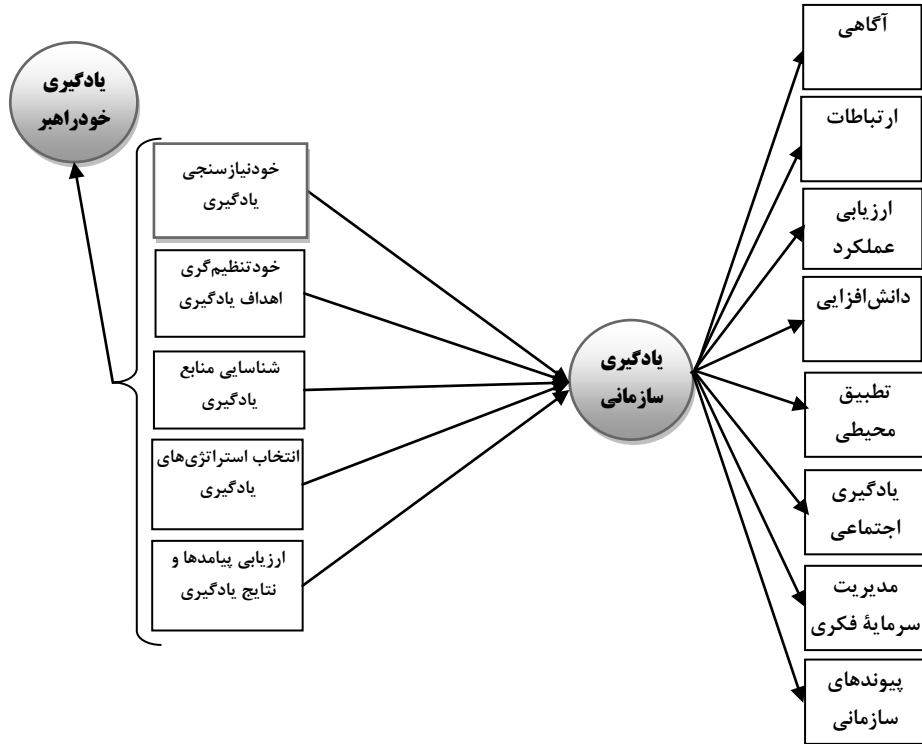 یادگیری
خودراهبر
خودنیازسنجی
یادگیری
خودتنظیم‌گری
اهداف یادگیری
شناسایی منابع
یادگیری
انتخاب استراتژی‌های
یادگیری
ارزیابی پیامدها و
نتایج یادگیری
یادگیری
سازمانی
آگاهی
ارتباطات
ارزیابی
عملکرد
دانش‌افزایی
تطبیق
محیطی
یادگیری
اجتماعی
مدیریت
سرمایۀ فکری
پیوندهای
سازمانی